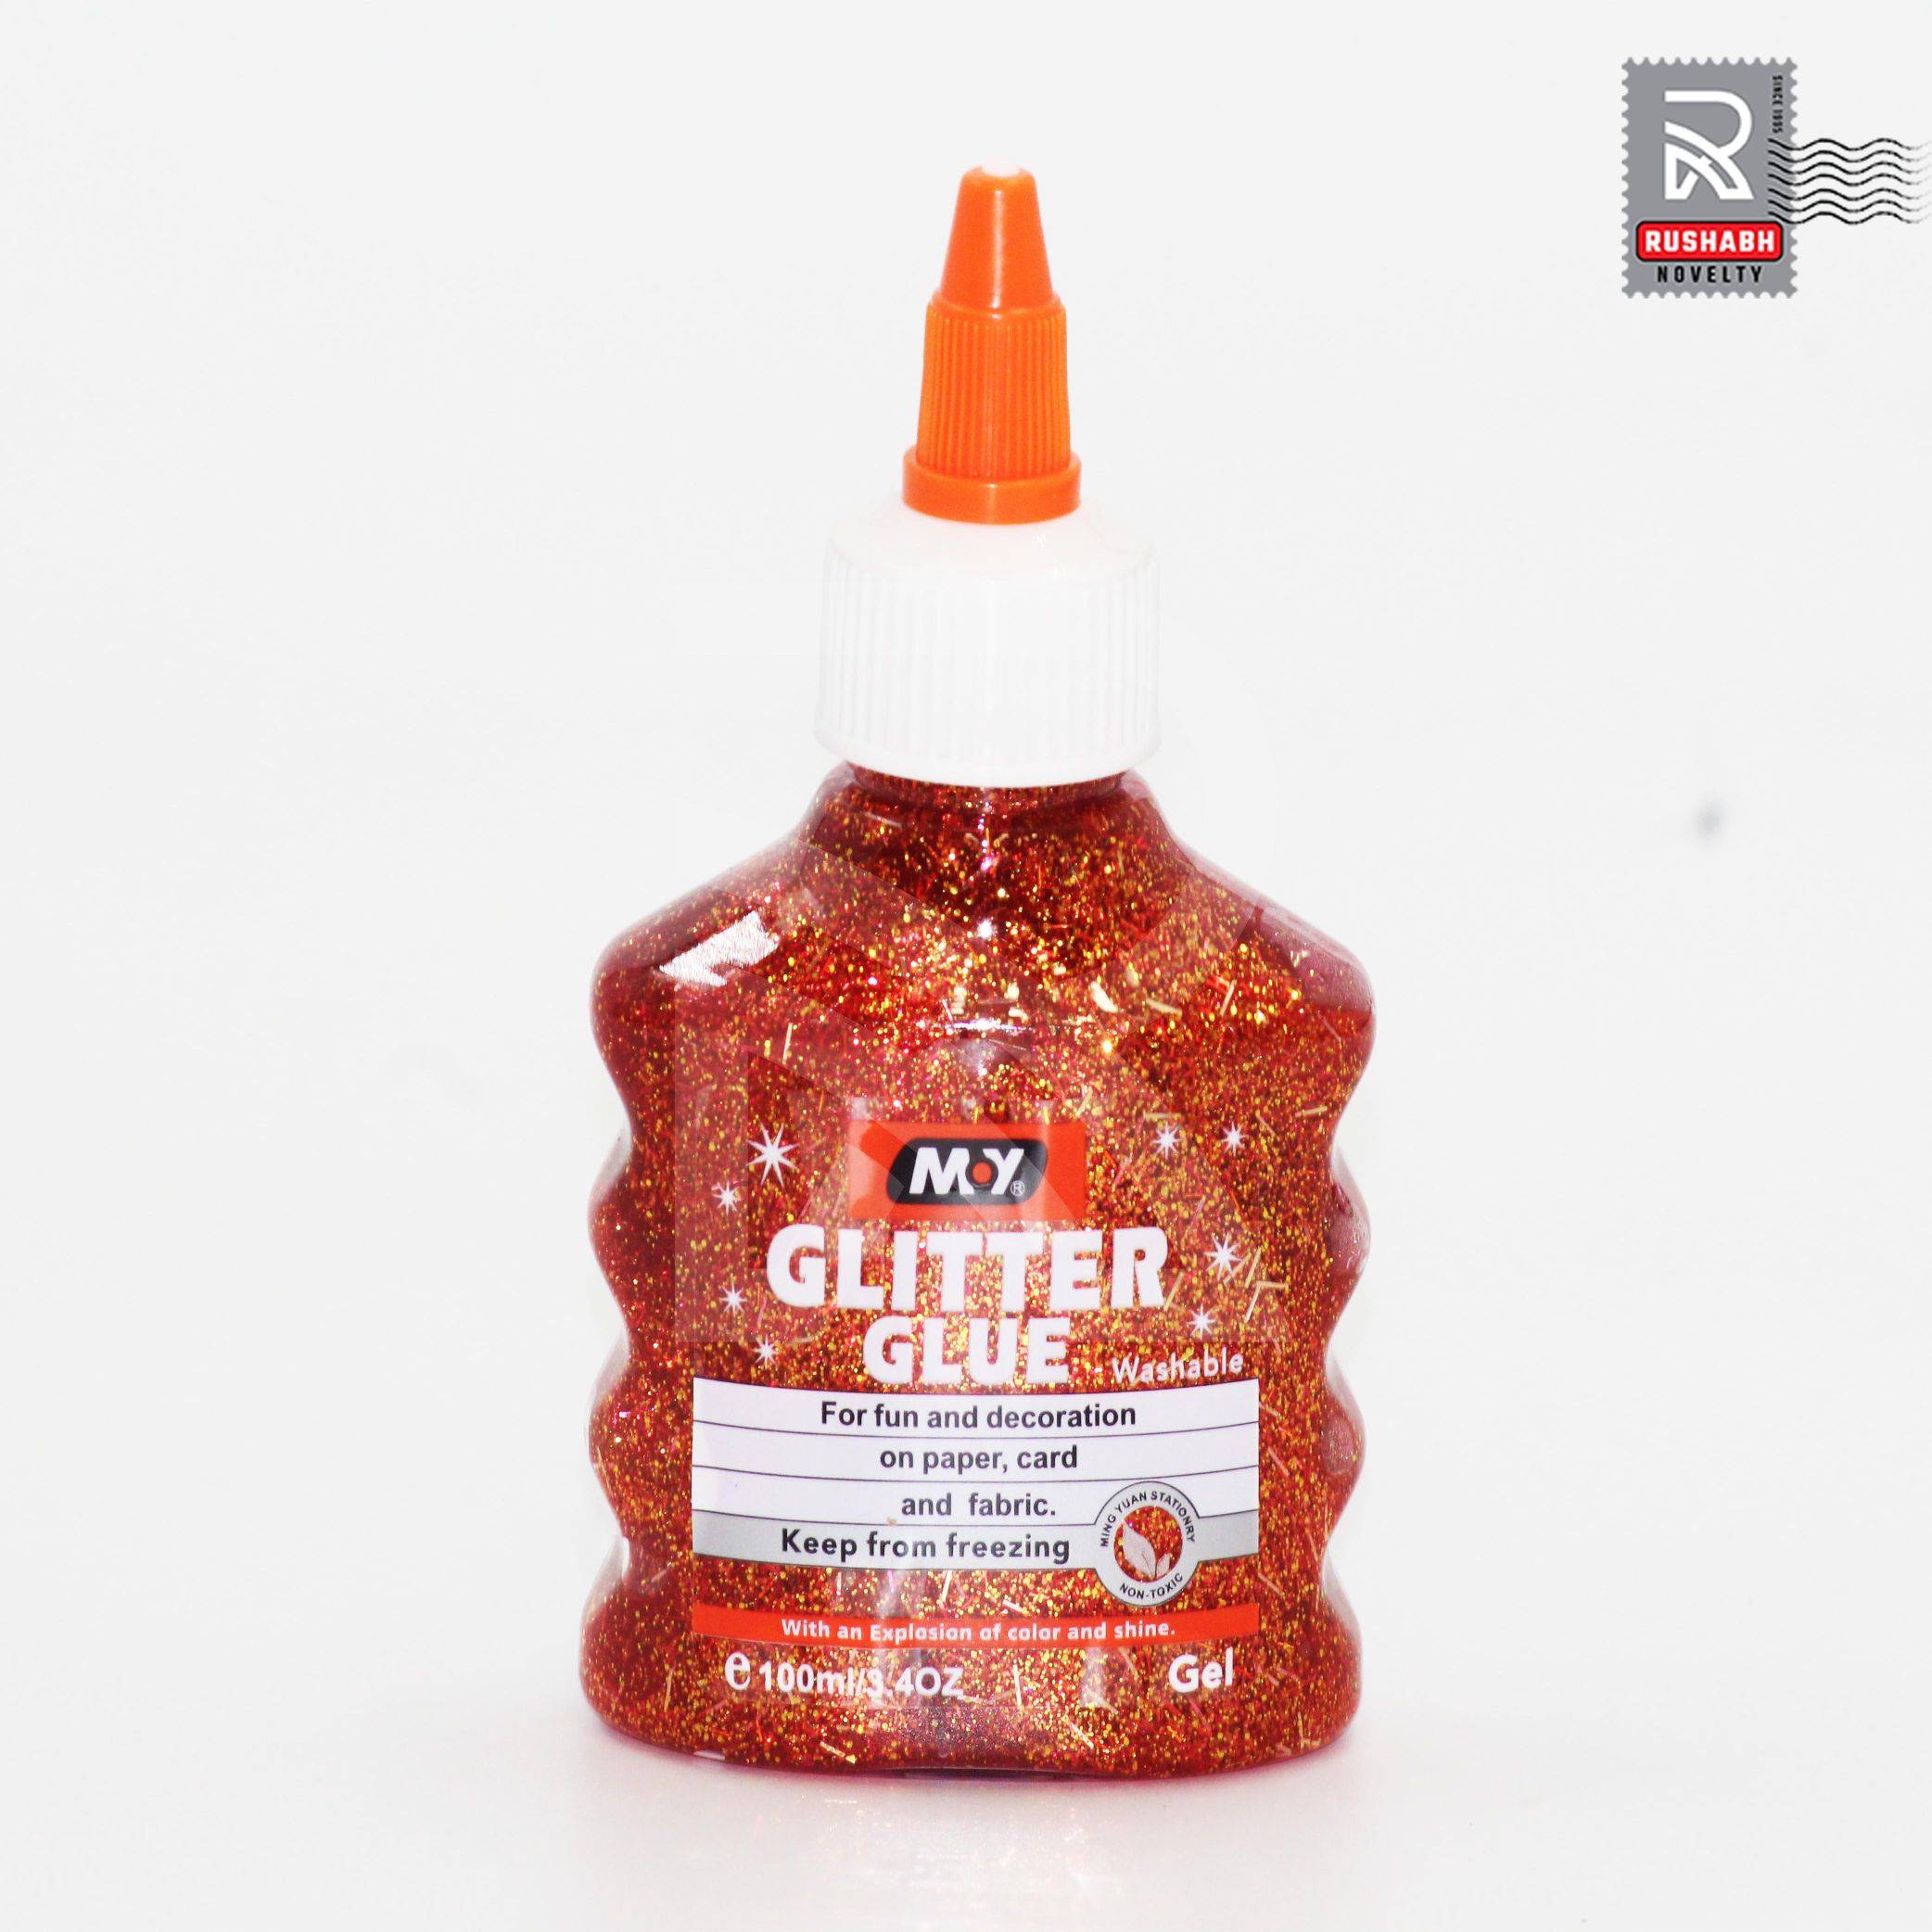 SINCE 1995
R
RUSHABH
NOVELTY
M•Y®
GLITTER
GLUE
Washable
For fun and decoration
on paper, card
and fabric.
Keep from freezing
MING YUAN STATIONRY
NON-TOXIC
With an Explosion of color and shine.
e 100ml/3.4OZ
Gel